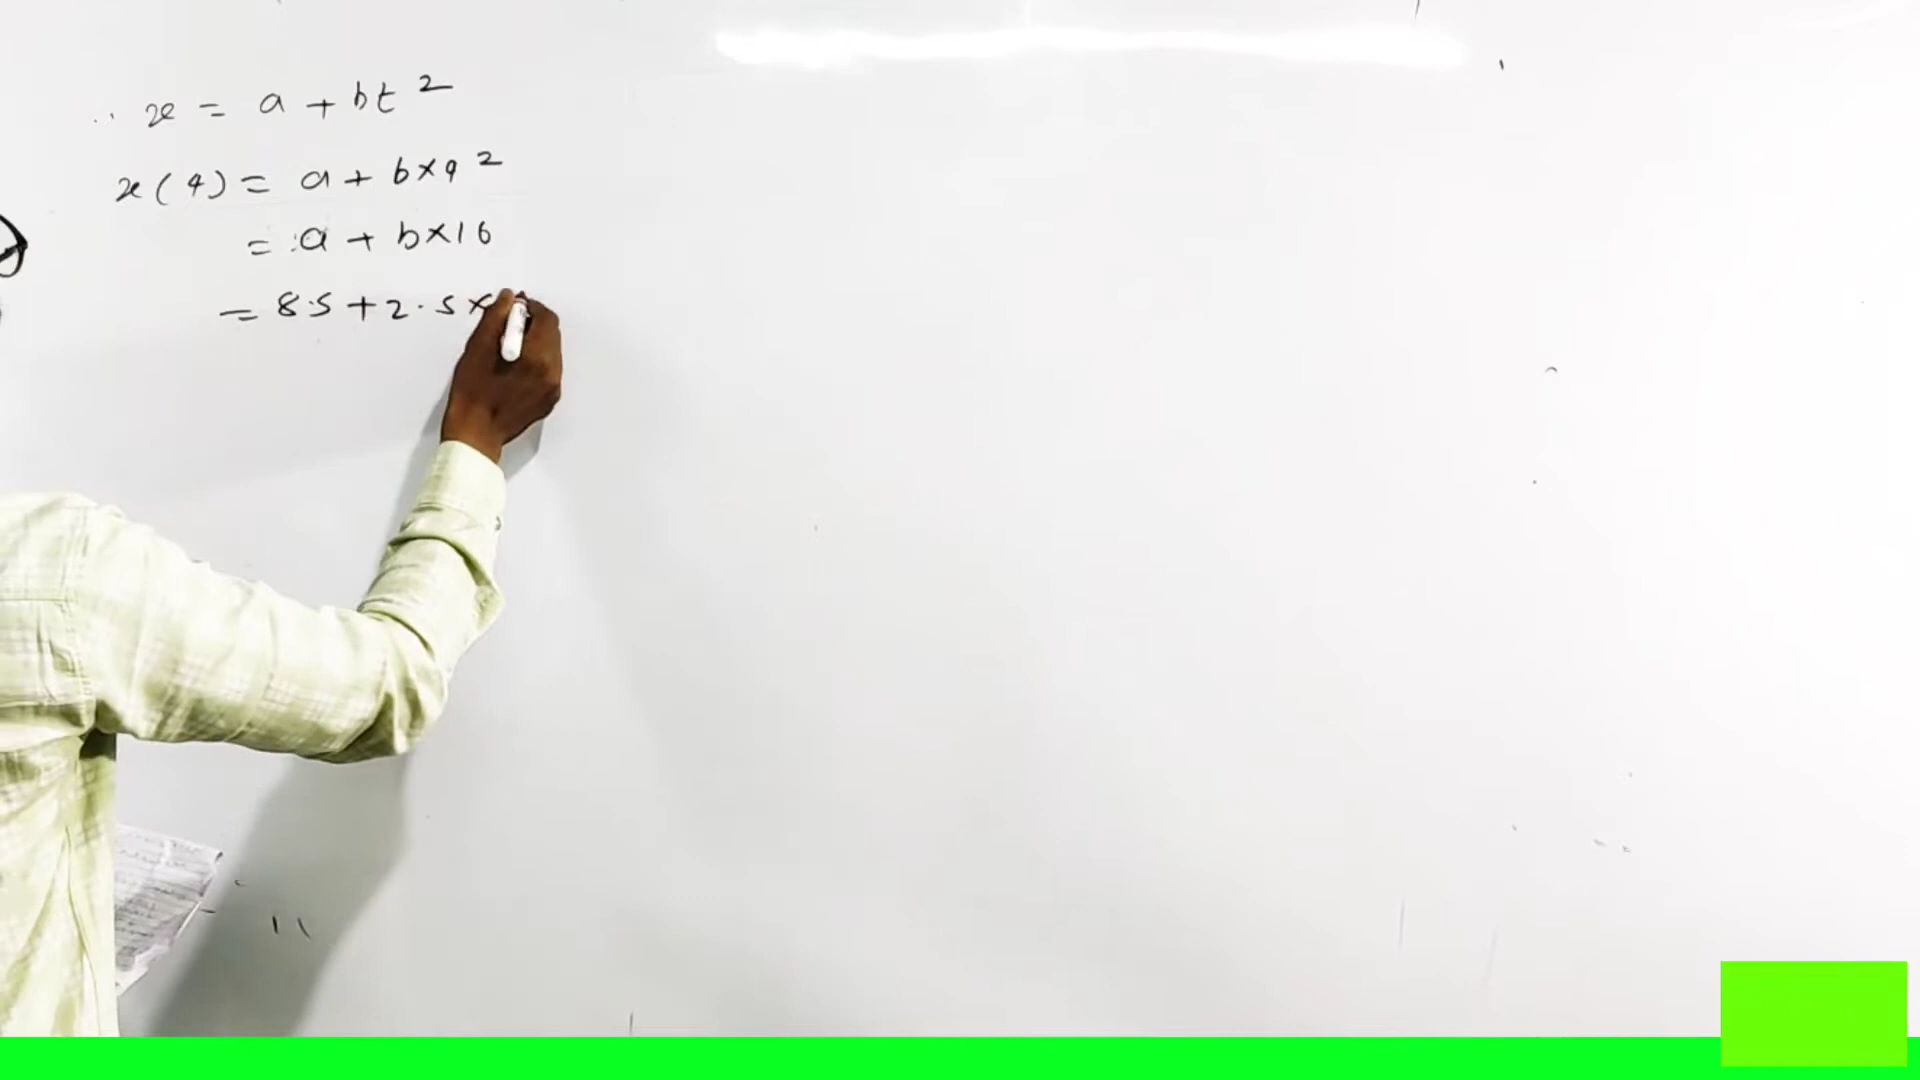 ∴ x = a + bt²
x(4) = a + b×4²
= a + b×16
= 8.5 + 2.5×